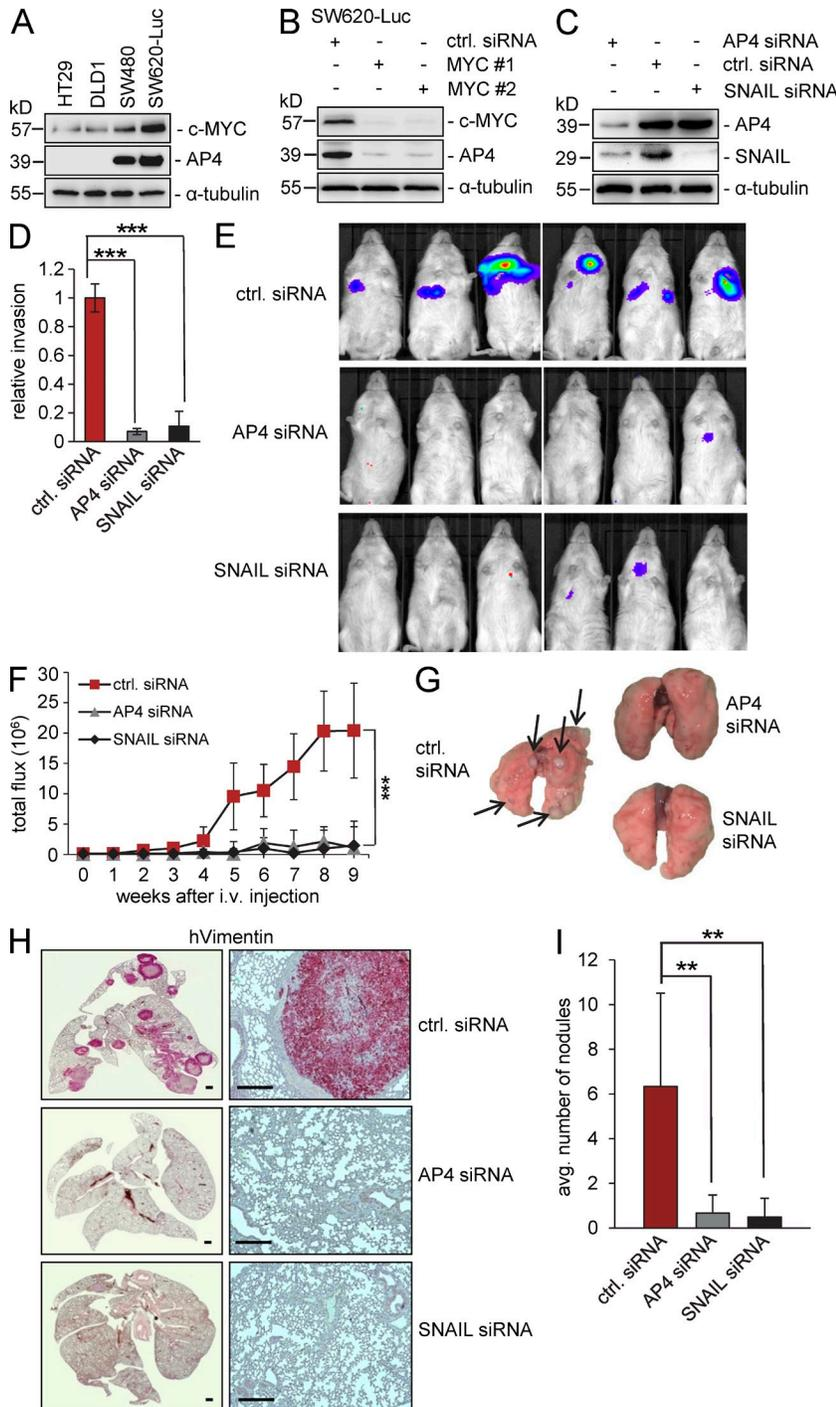 A
HT29
DLD1
SW480
SW620-Luc
kD
57 - c-MYC
39 - AP4
55 - α-tubulin
B
SW620-Luc
+ - - ctrl. siRNA
- + - MYC #1
- - + MYC #2
kD
57 - c-MYC
39 - AP4
55 - α-tubulin
C
+ - - AP4 siRNA
- + - ctrl. siRNA
- - + SNAIL siRNA
kD
39 - AP4
29 - SNAIL
55 - α-tubulin
D
***
***
relative invasion
1.2
1
0.8
0.6
0.4
0.2
0
ctrl. siRNA
AP4 siRNA
SNAIL siRNA
E
ctrl. siRNA
AP4 siRNA
SNAIL siRNA
F
total flux (10⁶)
30
25
20
15
10
5
0
ctrl. siRNA
AP4 siRNA
SNAIL siRNA
***
0 1 2 3 4 5 6 7 8 9
weeks after i.v. injection
G
ctrl.
siRNA
AP4
siRNA
SNAIL
siRNA
H
hVimentin
ctrl. siRNA
AP4 siRNA
SNAIL siRNA
I
**
**
avg. number of nodules
12
10
8
6
4
2
0
ctrl. siRNA
AP4 siRNA
SNAIL siRNA